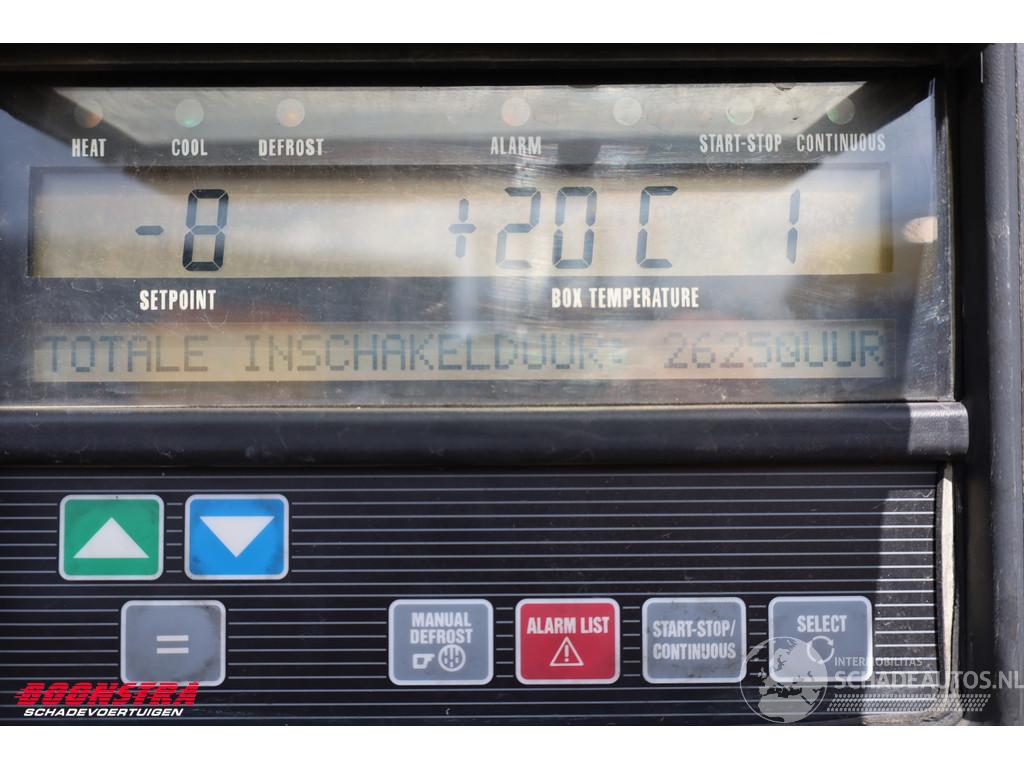 HEAT COOL DEFROST ALARM START-STOP CONTINUOUS
-8 +20 C 1
SETPOINT BOX TEMPERATURE
TOTALE INSCHAKELDUUR: 26250UUR
=
MANUAL DEFROST
ALARM LIST
START-STOP/ CONTINUOUS
SELECT
BOONSTRA
SCHADEVOERTUIGEN
INTERMOBILITAS
SCHADEAUTOS.NL